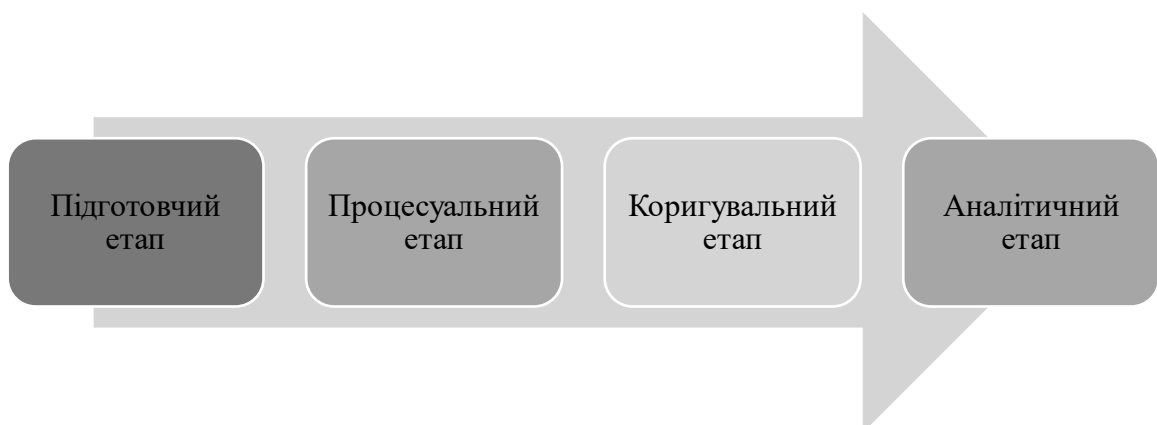 Підготовчий
етап
Процесуальний
етап
Коригувальний
етап
Аналітичний
етап